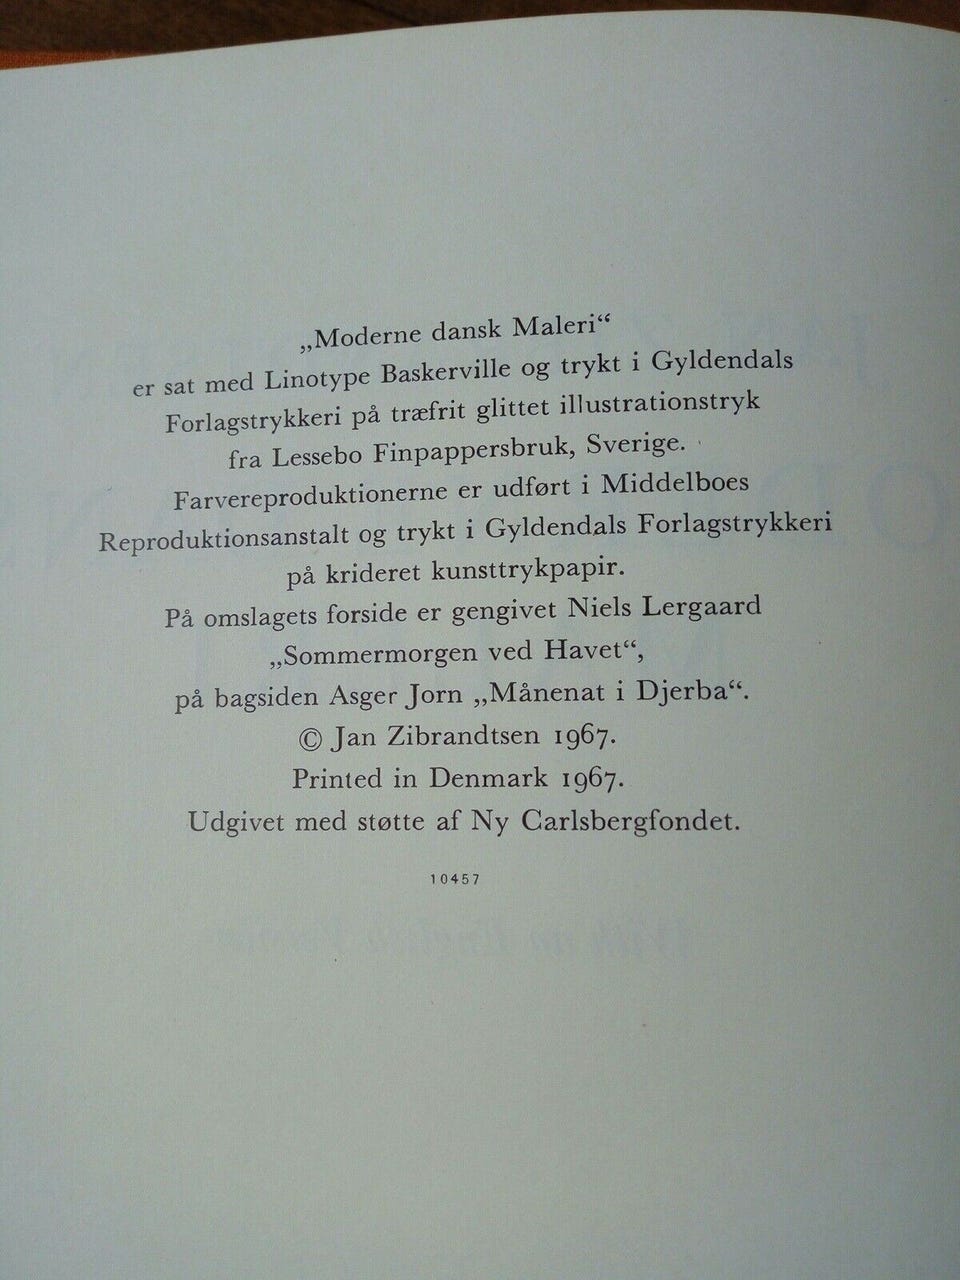 „Moderne dansk Maleri“
er sat med Linotype Baskerville og trykt i Gyldendals
Forlagstrykkeri på træfrit glittet illustrationstryk
fra Lessebo Finpappersbruk, Sverige.
Farvereproduktionerne er udført i Middelboes
Reproduktionsanstalt og trykt i Gyldendals Forlagstrykkeri
på krideret kunsttrykpapir.
På omslagets forside er gengivet Niels Lergaard
„Sommermorgen ved Havet“,
på bagsiden Asger Jorn „Månenat i Djerba“.
© Jan Zibrandtsen 1967.
Printed in Denmark 1967.
Udgivet med støtte af Ny Carlsbergfondet.
10457